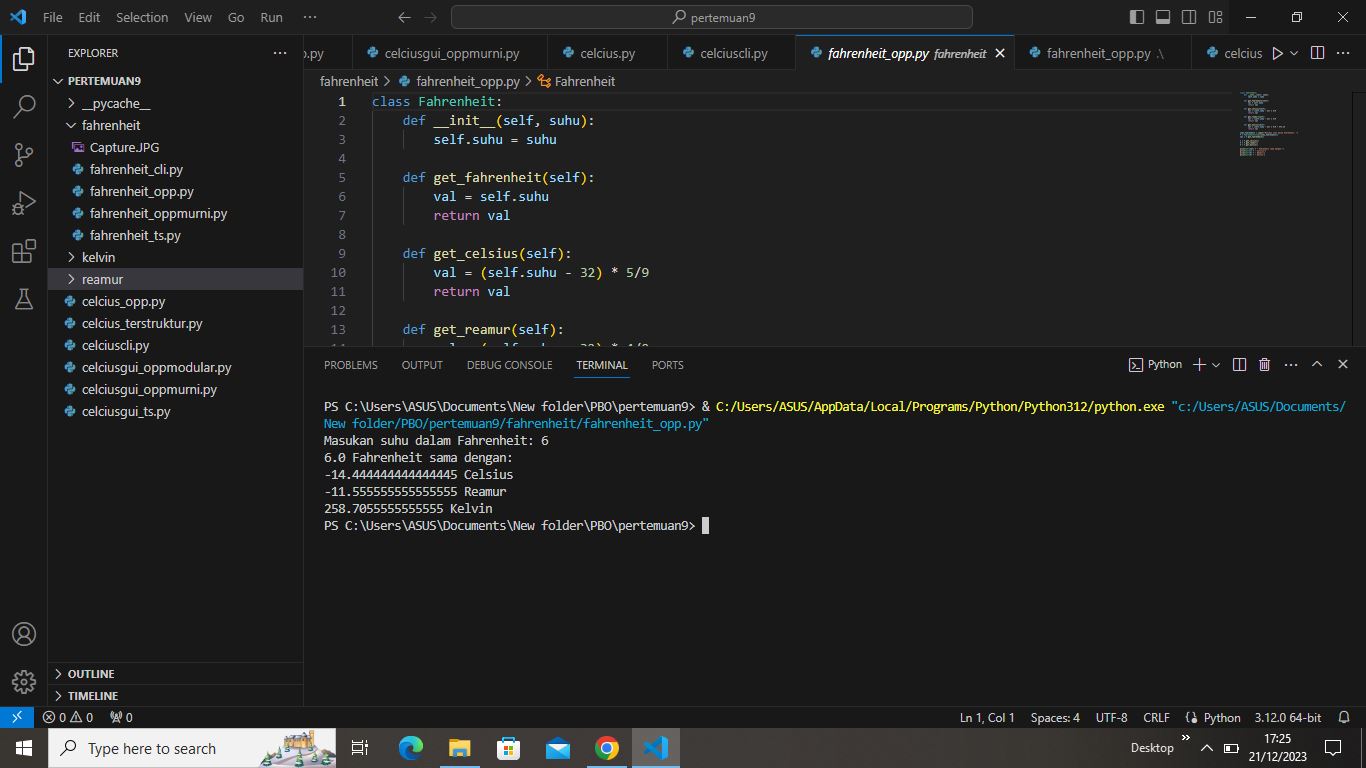 File Edit Selection View Go Run ··· pertemuan9
EXPLORER ···
PERTEMUAN9
__pycache__
fahrenheit
Capture.JPG
fahrenheit_cli.py
fahrenheit_opp.py
fahrenheit_oppmurni.py
fahrenheit_ts.py
kelvin
reamur
celcius_opp.py
celcius_terstruktur.py
celciuscli.py
celciusgui_oppmodular.py
celciusgui_oppmurni.py
celciusgui_ts.py
OUTLINE
TIMELINE
o.py celciusgui_oppmurni.py celcius.py celciuscli.py fahrenheit_opp.py fahrenheit fahrenheit_opp.py .\ celcius ···
fahrenheit > fahrenheit_opp.py > Fahrenheit
1 class Fahrenheit:
2 def __init__(self, suhu):
3 self.suhu = suhu
4
5 def get_fahrenheit(self):
6 val = self.suhu
7 return val
8
9 def get_celsius(self):
10 val = (self.suhu - 32) * 5/9
11 return val
12
13 def get_reamur(self):
PROBLEMS OUTPUT DEBUG CONSOLE TERMINAL PORTS Python ···
PS C:\Users\ASUS\Documents\New folder\PBO\pertemuan9> & C:/Users/ASUS/AppData/Local/Programs/Python/Python312/python.exe "c:/Users/ASUS/Documents/
New folder/PBO/pertemuan9/fahrenheit/fahrenheit_opp.py"
Masukan suhu dalam Fahrenheit: 6
6.0 Fahrenheit sama dengan:
-14.444444444444445 Celsius
-11.555555555555555 Reamur
258.7055555555555 Kelvin
PS C:\Users\ASUS\Documents\New folder\PBO\pertemuan9>
0 0 0 Ln 1, Col 1 Spaces: 4 UTF-8 CRLF Python 3.12.0 64-bit
Type here to search Desktop 17:25
21/12/2023